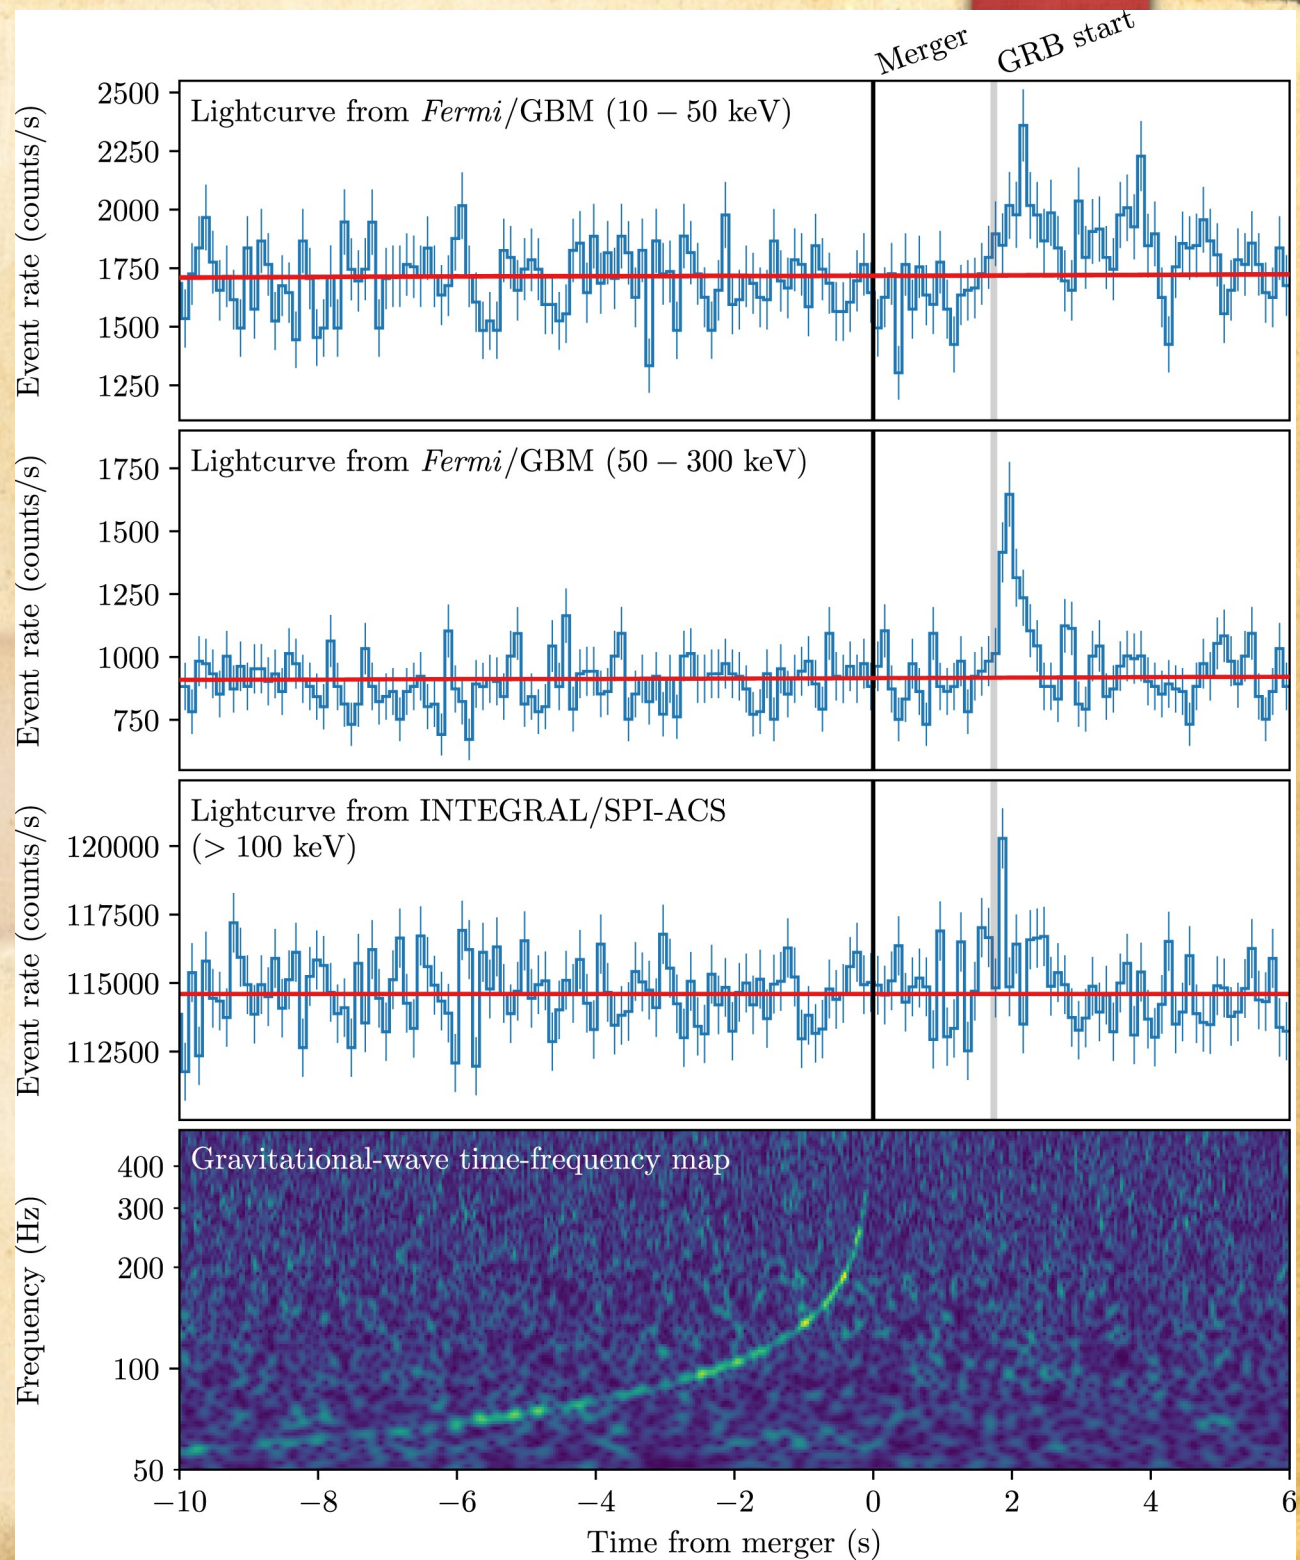 Merger
GRB start
Event rate (counts/s)
2500
2250
2000
1750
1500
1250
Lightcurve from Fermi/GBM (10 − 50 keV)
Event rate (counts/s)
1750
1500
1250
1000
750
Lightcurve from Fermi/GBM (50 − 300 keV)
Event rate (counts/s)
120000
117500
115000
112500
Lightcurve from INTEGRAL/SPI-ACS
(> 100 keV)
Frequency (Hz)
400
300
200
100
50
Gravitational-wave time-frequency map
−10 −8 −6 −4 −2 0 2 4 6
Time from merger (s)